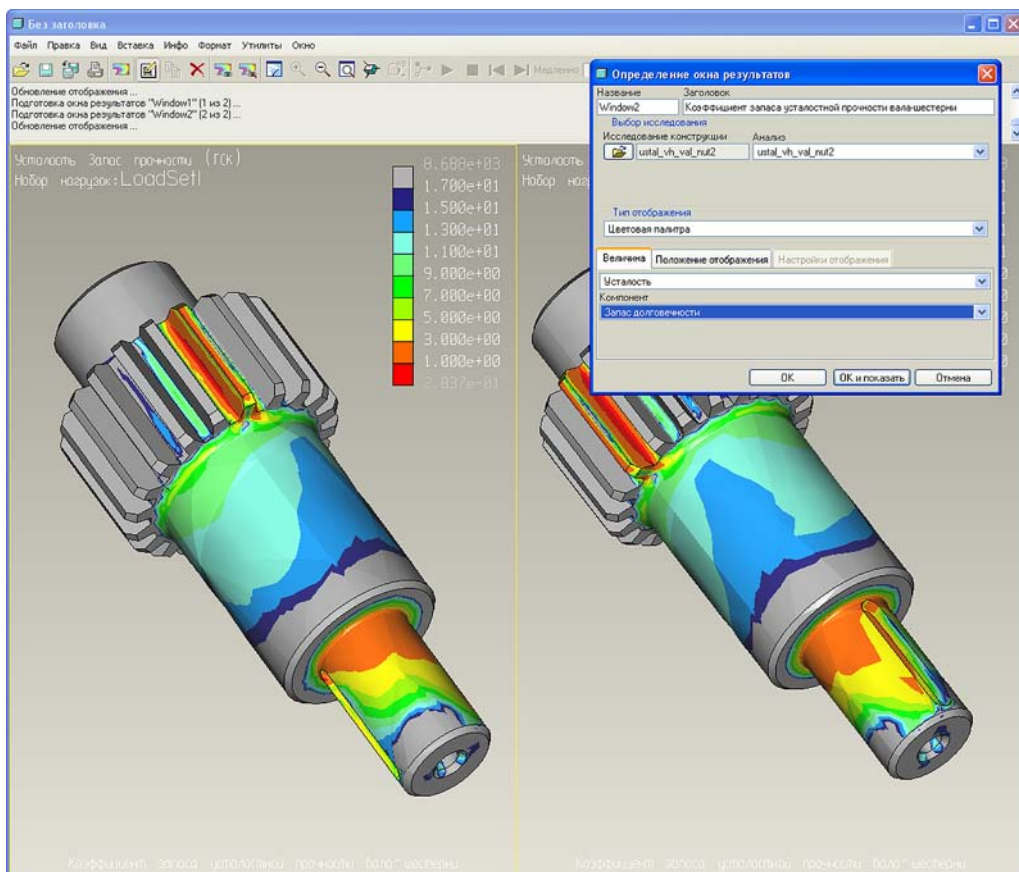 Без заголовка
Файл Правка Вид Вставка Инфо Формат Утилиты Окно
Медленно
Обновление отображения ...
Подготовка окна результатов "Window1" (1 из 2) ...
Подготовка окна результатов "Window2" (2 из 2) ...
Обновление отображения ...
Усталость Запас прочности (ГСК)
Набор нагрузок:LoadSet1
8.688e+03
1.700e+01
1.500e+01
1.300e+01
1.100e+01
9.000e+00
7.000e+00
5.000e+00
3.000e+00
1.000e+00
2.837e-01
Коэффициент запаса усталостной прочности вала-шестерни
Усталость
Набор
Коэффициент запаса усталостной прочности вала-шестерни
Определение окна результатов
Название Заголовок
Window2 Коэффициент запаса усталостной прочности вала-шестерни
Выбор исследования
Исследование конструкции Анализ
ustal_vh_val_nut2 ustal_vh_val_nut2
Тип отображения
Цветовая палитра
Величина Положение отображения Настройки отображения
Усталость
Компонент
Запас долговечности
OK OK и показать Отмена